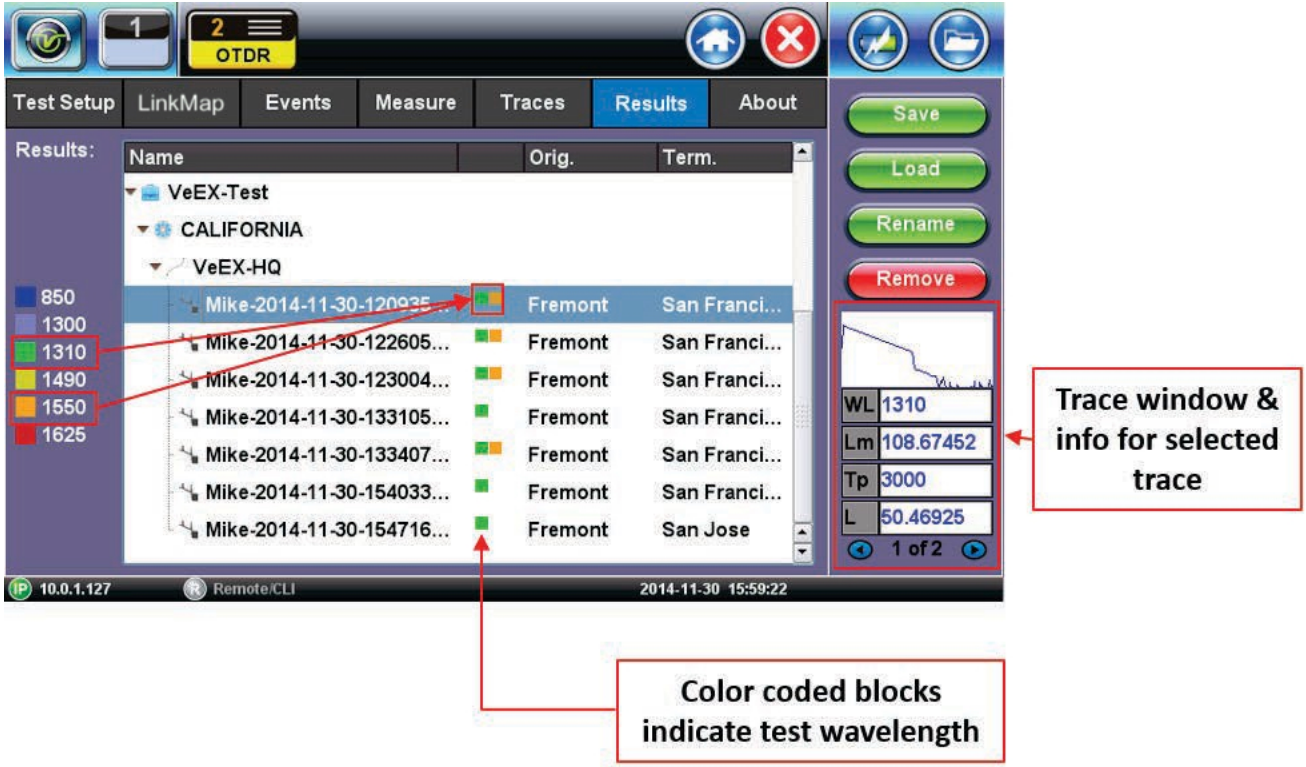 1
2
OTDR
Test Setup LinkMap Events Measure Traces Results About
Save
Load
Rename
Remove
Results:
Name Orig. Term.
VeEX-Test
CALIFORNIA
VeEX-HQ
850
1300
1310
1490
1550
1625
Mike-2014-11-30-120935... Fremont San Franci...
Mike-2014-11-30-122605... Fremont San Franci...
Mike-2014-11-30-123004... Fremont San Franci...
Mike-2014-11-30-133105... Fremont San Franci...
Mike-2014-11-30-133407... Fremont San Franci...
Mike-2014-11-30-154033... Fremont San Franci...
Mike-2014-11-30-154716... Fremont San Jose
WL 1310
Lm 108.67452
Tp 3000
L 50.46925
1 of 2
IP 10.0.1.127 R Remote/CLI 2014-11-30 15:59:22
Trace window &
info for selected
trace
Color coded blocks
indicate test wavelength